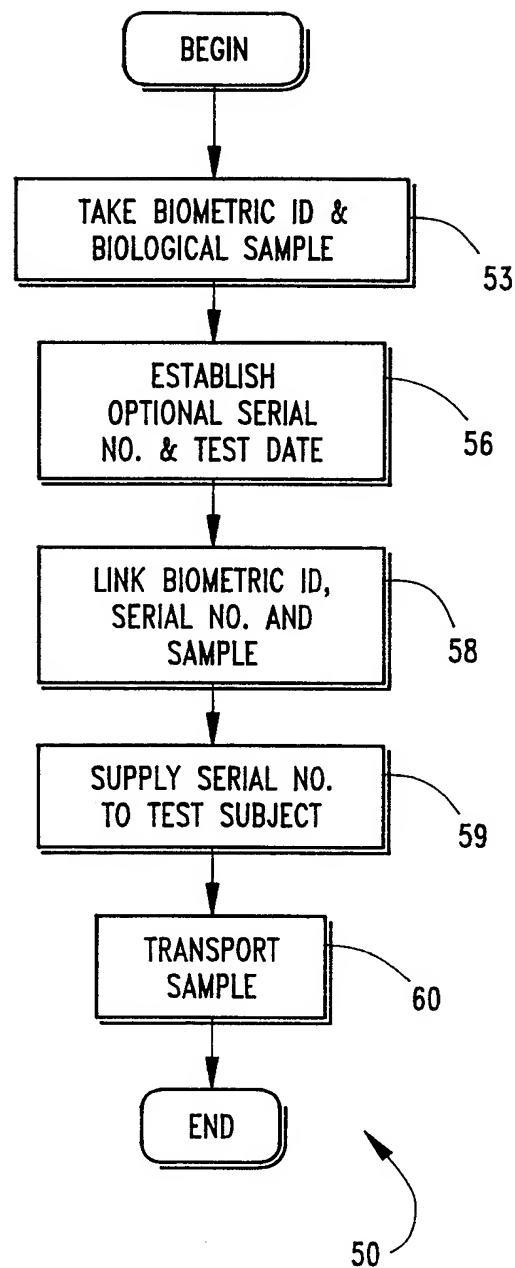 BEGIN
TAKE BIOMETRIC ID &
BIOLOGICAL SAMPLE
53
ESTABLISH
OPTIONAL SERIAL
NO. & TEST DATE
56
LINK BIOMETRIC ID,
SERIAL NO. AND
SAMPLE
58
SUPPLY SERIAL NO.
TO TEST SUBJECT
59
TRANSPORT
SAMPLE
60
END
50